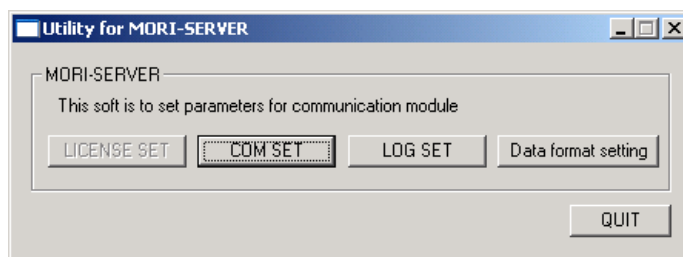 Utility for MORI-SERVER
MORI-SERVER
This soft is to set parameters for communication module
LICENSE SET COM SET LOG SET Data format setting
QUIT